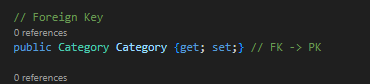 // Foreign Key
0 references
public Category Category {get; set;} // FK -> PK
0 references